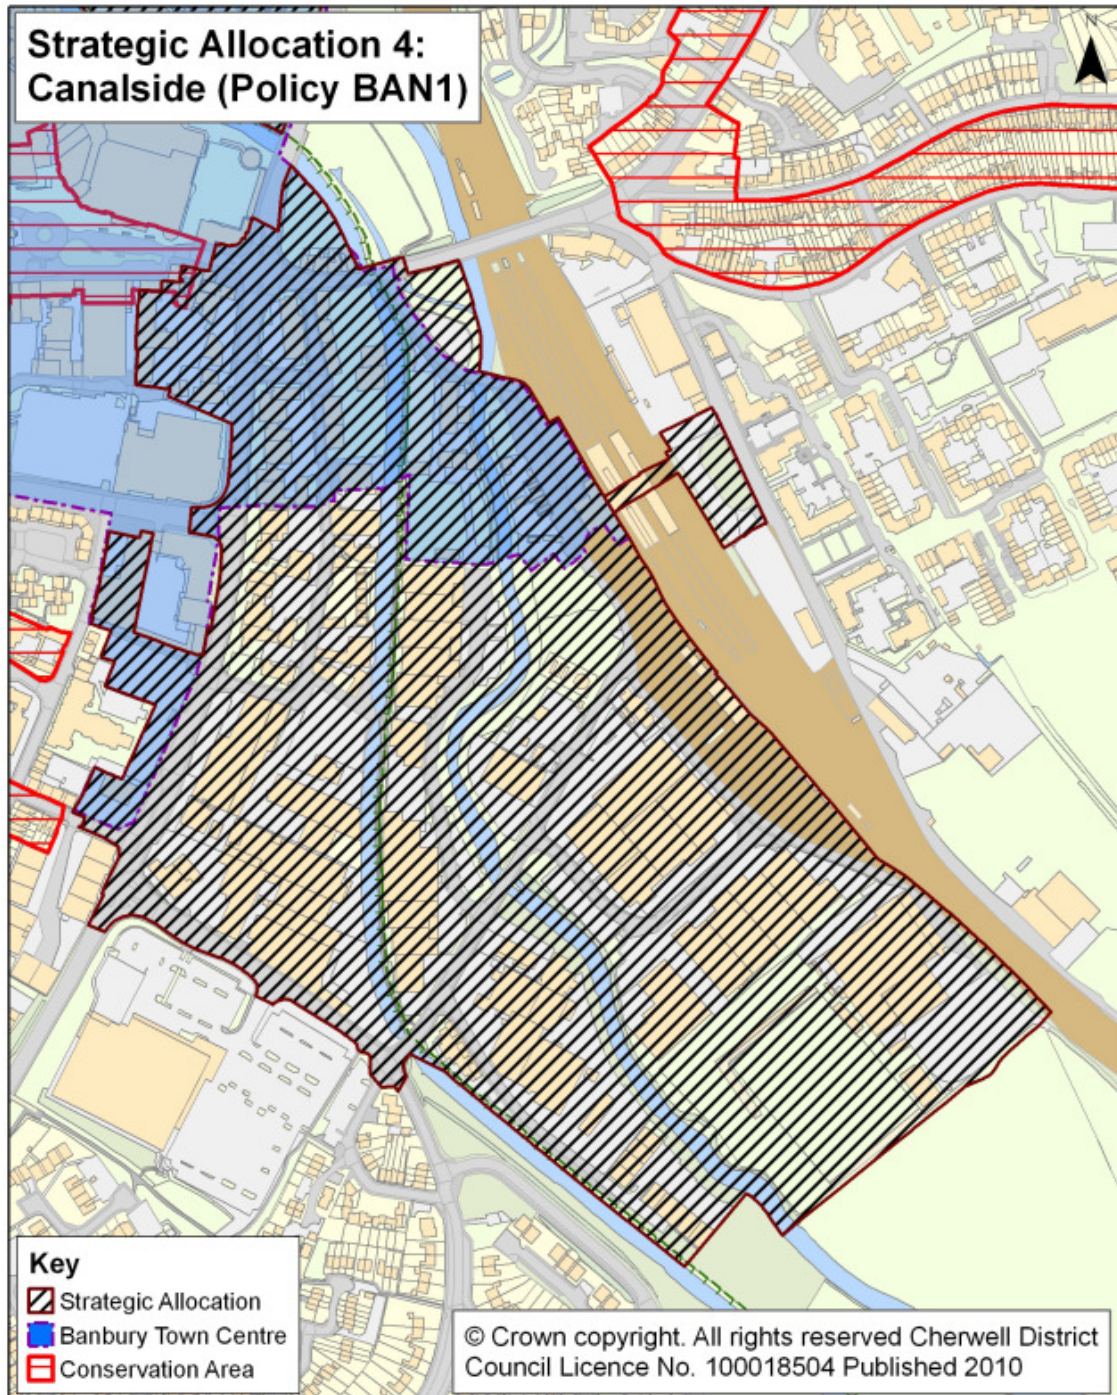 Strategic Allocation 4:
Canalside (Policy BAN1)
N
Key
Strategic Allocation
Banbury Town Centre
Conservation Area
© Crown copyright. All rights reserved Cherwell District
Council Licence No. 100018504 Published 2010